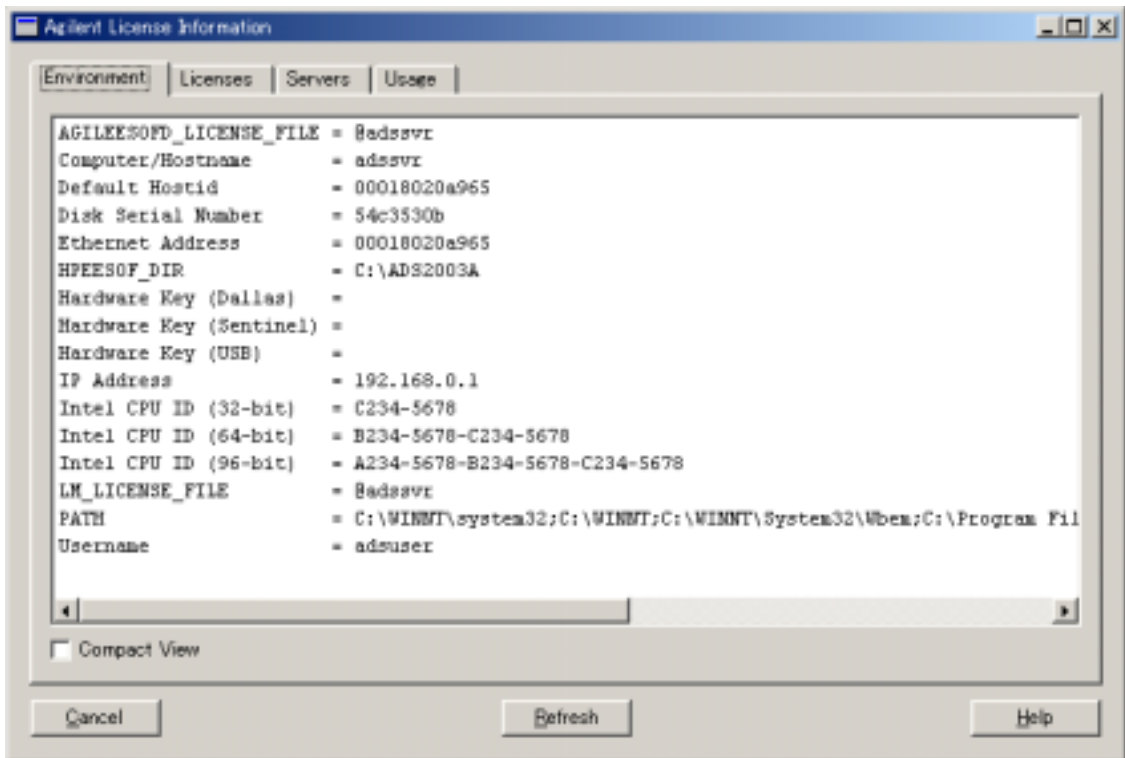 Agilent License Information
Environment Licenses Servers Usage
AGILEESOFD_LICENSE_FILE = @adssvr
Computer/Hostname = adssvr
Default Hostid = 00018020a965
Disk Serial Number = 54c3530b
Ethernet Address = 00018020a965
HPEESOF_DIR = C:\ADS2003A
Hardware Key (Dallas) =
Hardware Key (Sentinel) =
Hardware Key (USB) =
IP Address = 192.168.0.1
Intel CPU ID (32-bit) = C234-5678
Intel CPU ID (64-bit) = B234-5678-C234-5678
Intel CPU ID (96-bit) = A234-5678-B234-5678-C234-5678
LM_LICENSE_FILE = @adssvr
PATH = C:\WINNT\system32;C:\WINNT;C:\WINNT\System32\Wbem;C:\Program Fil
Username = adsuser
Compact View
Cancel Refresh Help